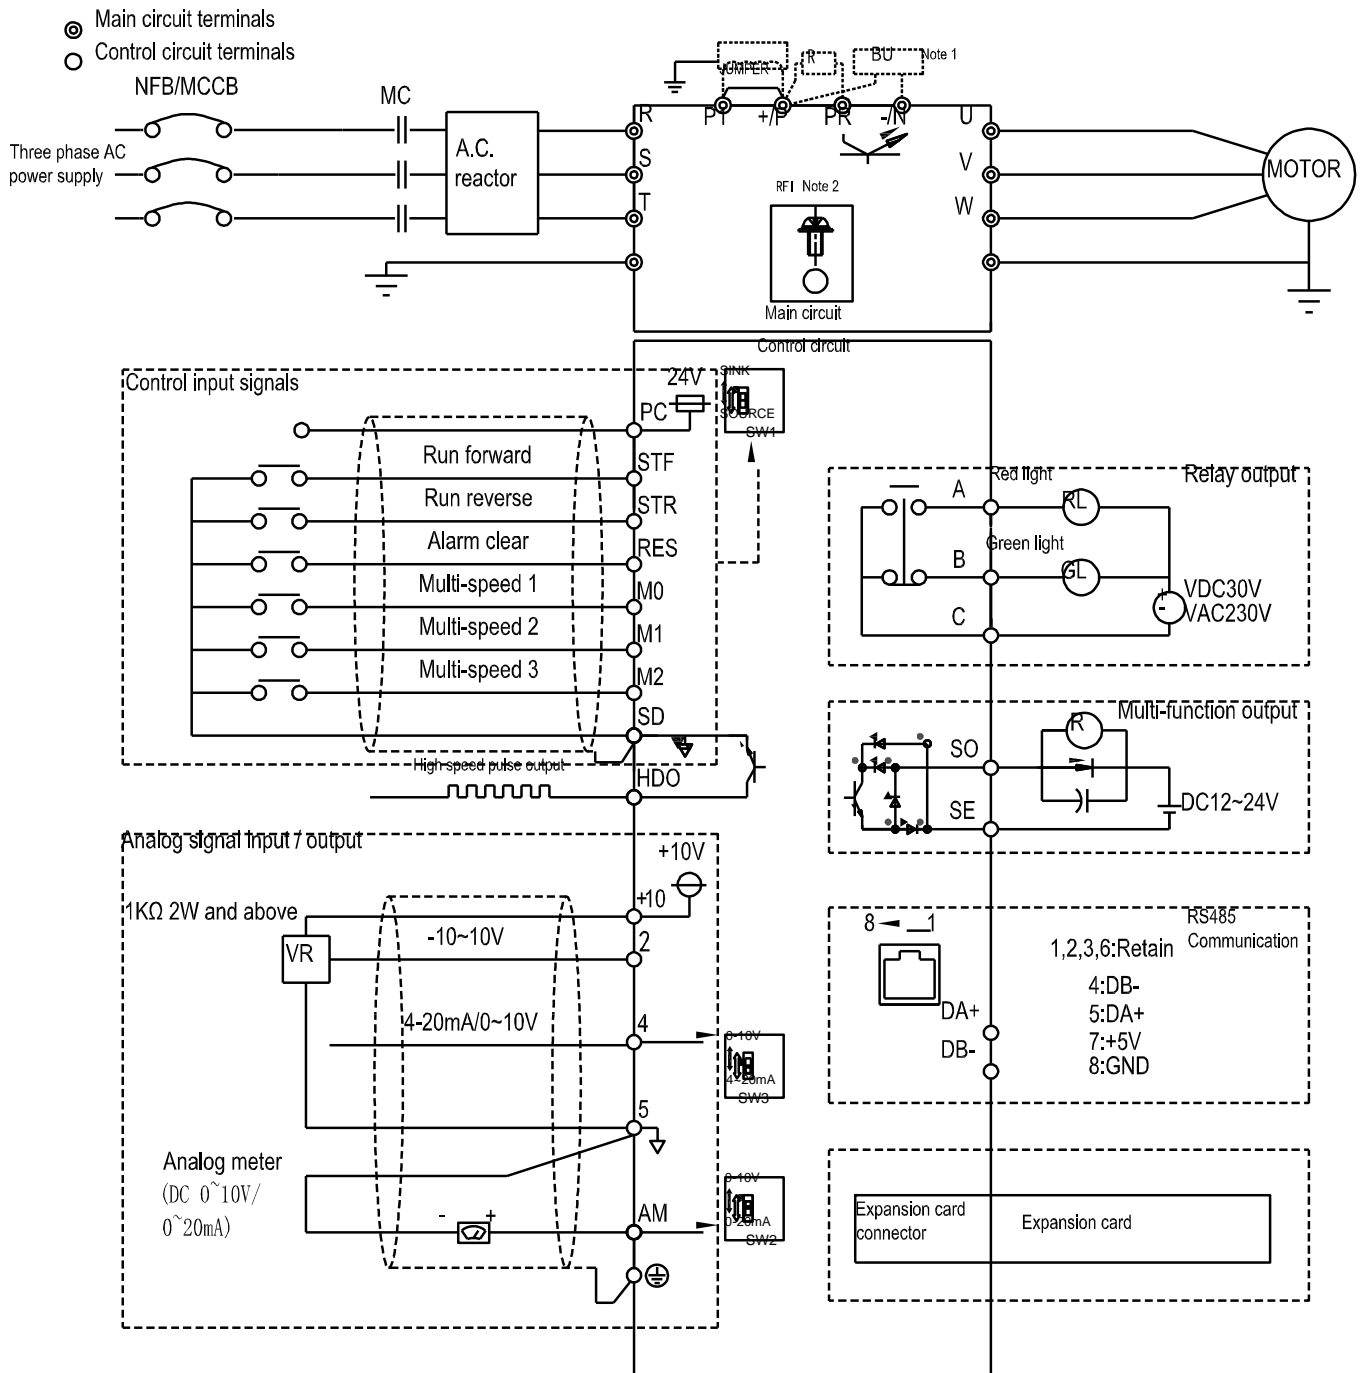 Main circuit terminals
Control circuit terminals
NFB/MCCB
MC
Three phase AC
power supply
A.C.
reactor
JUMPER
R
BU
Note 1
R
S
T
P1
+/P
PR
-/N
U
V
W
MOTOR
RFI Note 2
Main circuit
Control circuit
Control input signals
24V
PC
SINK
SOURCE
SW1
Run forward
STF
Run reverse
STR
Alarm clear
RES
Multi-speed 1
M0
Multi-speed 2
M1
Multi-speed 3
M2
SD
High speed pulse output
HDO
Relay output
Red light
A
RL
Green light
B
GL
C
+
-
VDC30V
VAC230V
Multi-function output
R
SO
SE
DC12~24V
Analog signal input / output
+10V
+10
1KΩ 2W and above
VR
-10~10V
2
4-20mA/0~10V
4
0-10V
4~20mA
SW3
5
Analog meter
(DC 0~10V/
0~20mA)
-
+
AM
0-10V
0-20mA
SW2
RS485
Communication
8
1
1,2,3,6:Retain
4:DB-
5:DA+
7:+5V
8:GND
DA+
DB-
Expansion card
connector
Expansion card